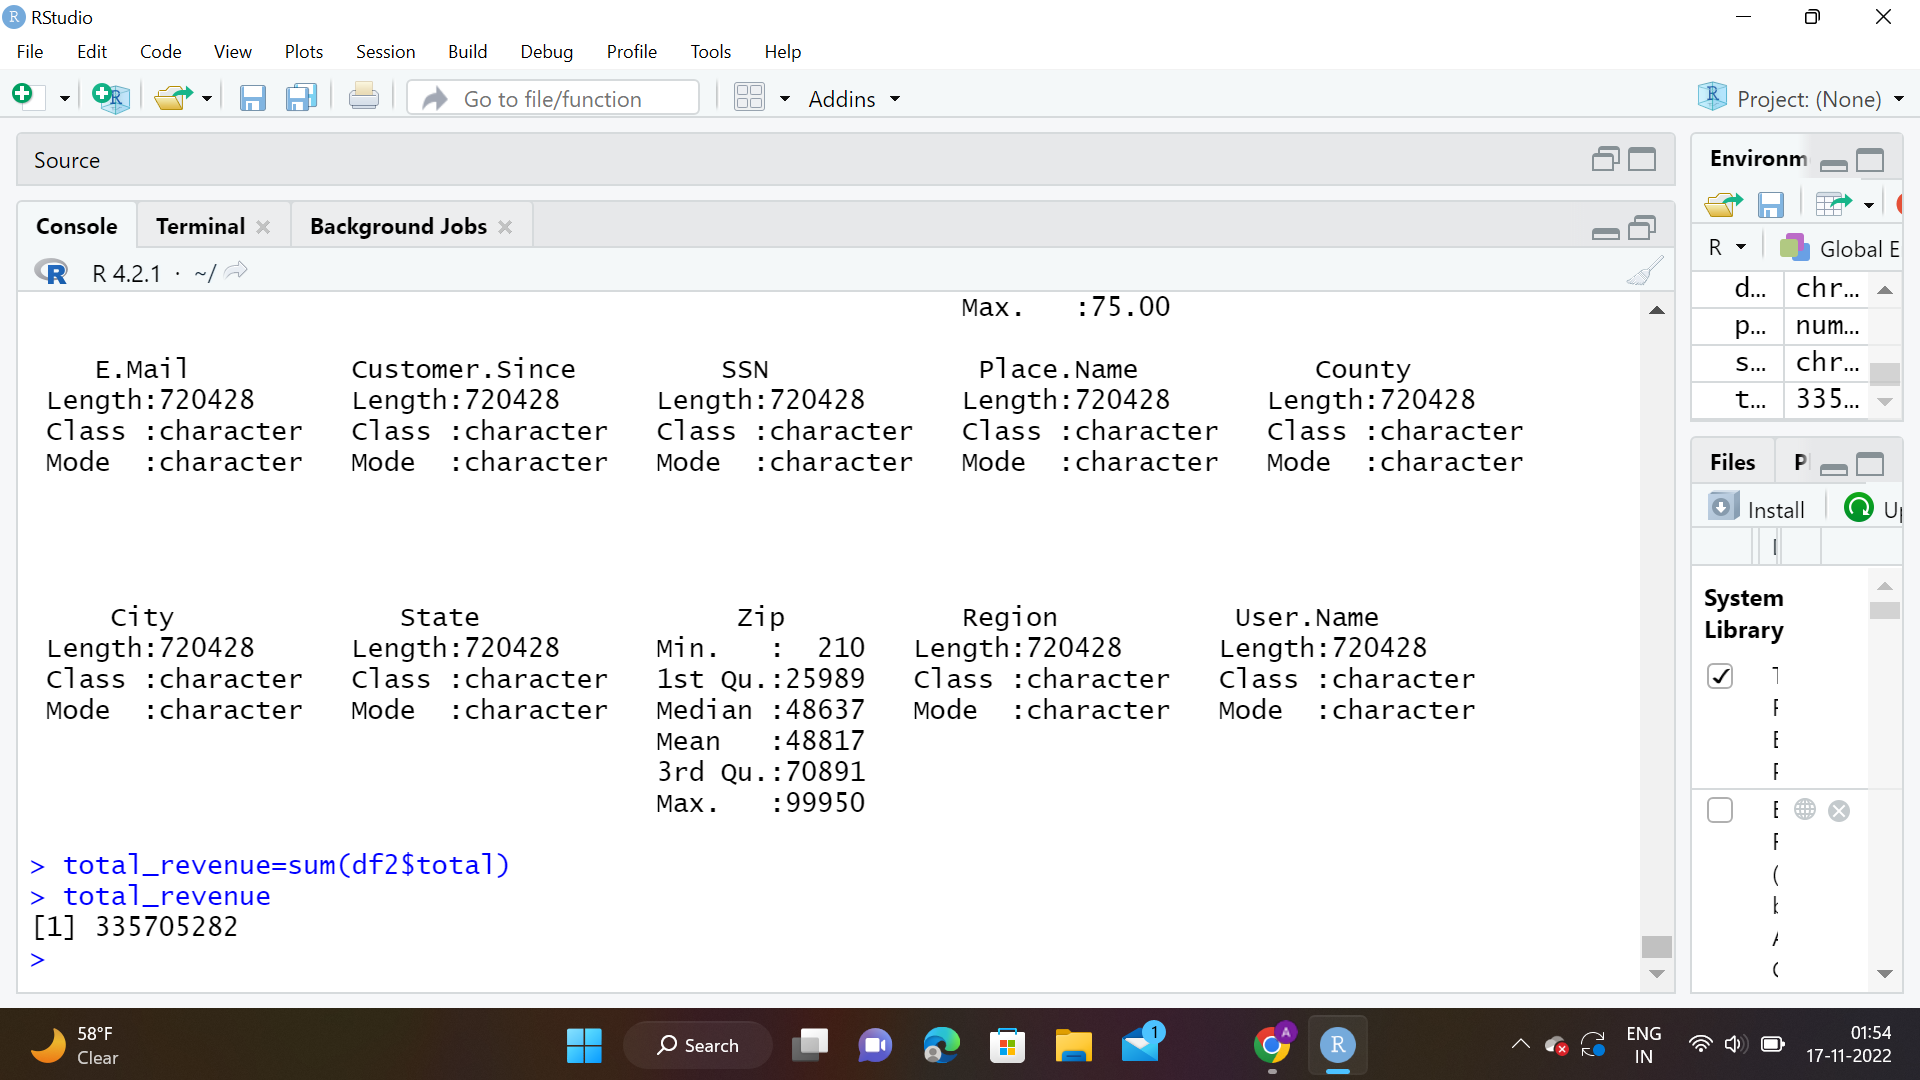 RStudio
File Edit Code View Plots Session Build Debug Profile Tools Help
Go to file/function Addins Project: (None)
Source
Console Terminal Background Jobs
R 4.2.1 · ~/
Max.   :75.00
E.Mail Customer.Since SSN Place.Name County
Length:720428 Length:720428 Length:720428 Length:720428 Length:720428
Class :character Class :character Class :character Class :character Class :character
Mode  :character Mode  :character Mode  :character Mode  :character Mode  :character
City State Zip Region User.Name
Length:720428 Length:720428 Min.   :  210 Length:720428 Length:720428
Class :character Class :character 1st Qu.:25989 Class :character Class :character
Mode  :character Mode  :character Median :48637 Mode  :character Mode  :character
Mean   :48817
3rd Qu.:70891
Max.   :99950
> total_revenue=sum(df2$total)
> total_revenue
[1] 335705282
>
Environm
R Global E
d... chr...
p... num...
s... chr...
t... 335...
Files P
Install Up
System
Library
58°F
Clear
Search
1
A
R
ENG
IN
01:54
17-11-2022